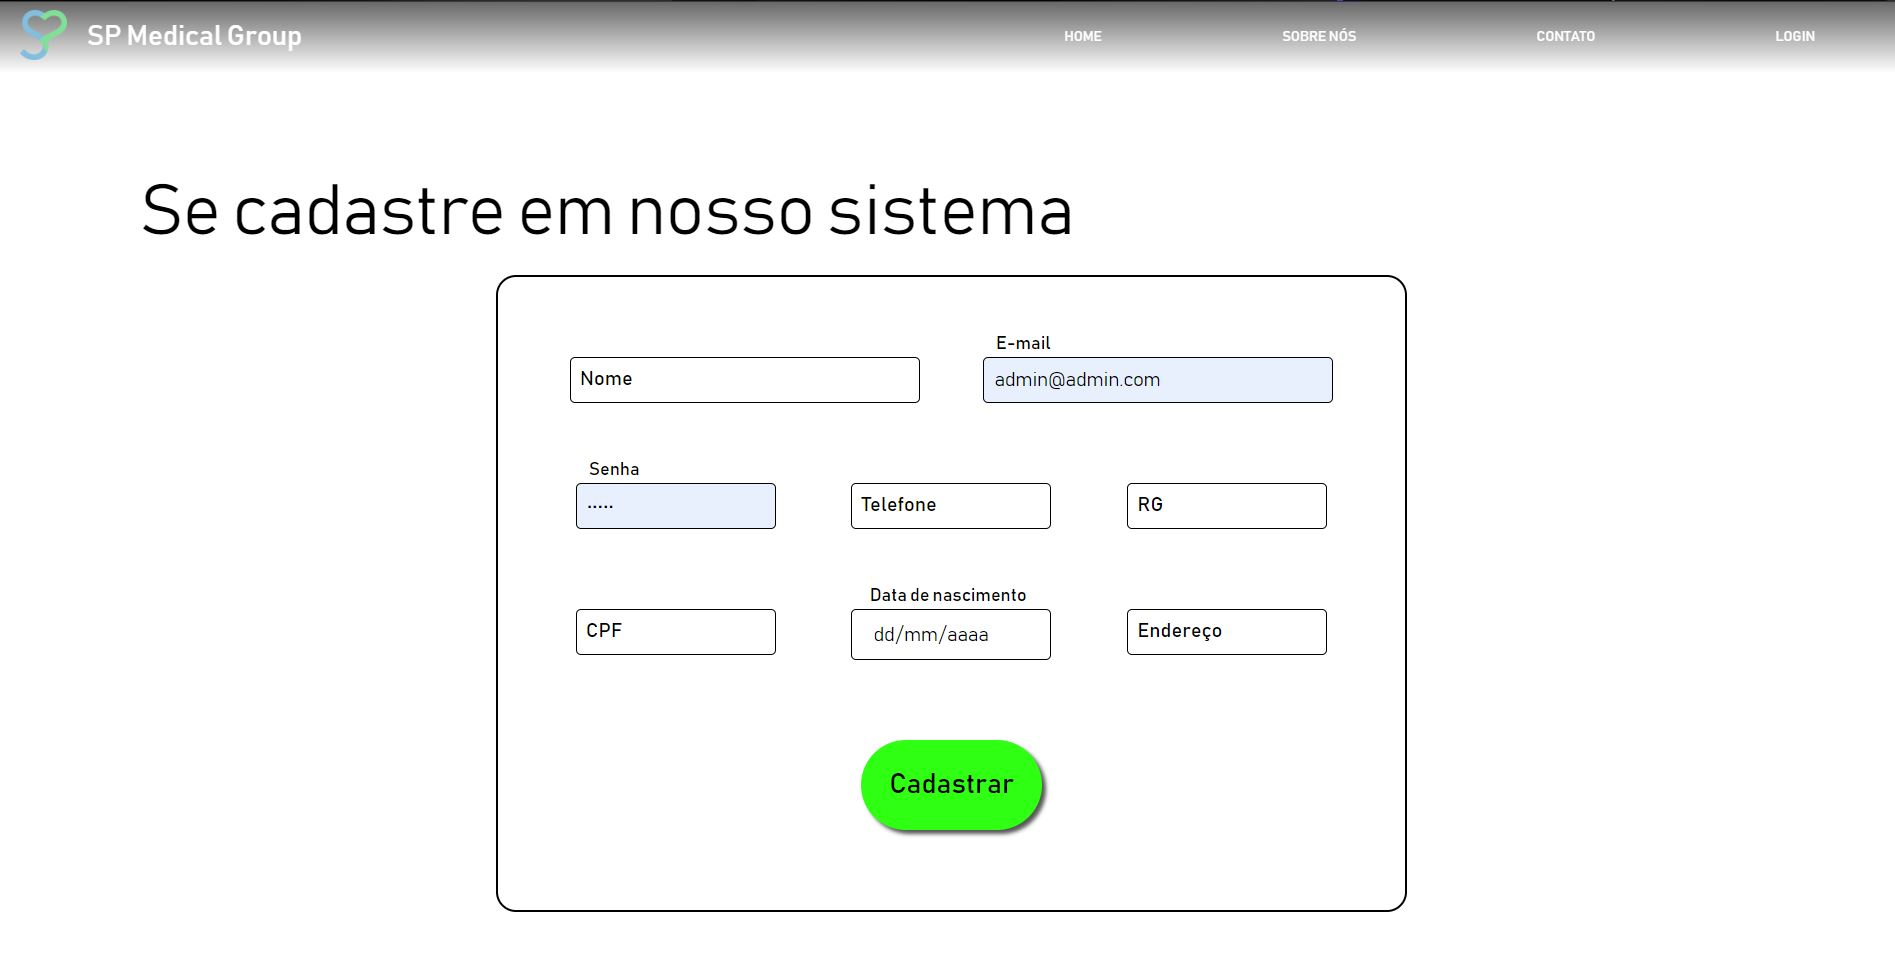 SP Medical Group
HOME
SOBRE NÓS
CONTATO
LOGIN
Se cadastre em nosso sistema
Nome
E-mail
admin@admin.com
Senha
·····
Telefone
RG
CPF
Data de nascimento
dd/mm/aaaa
Endereço
Cadastrar